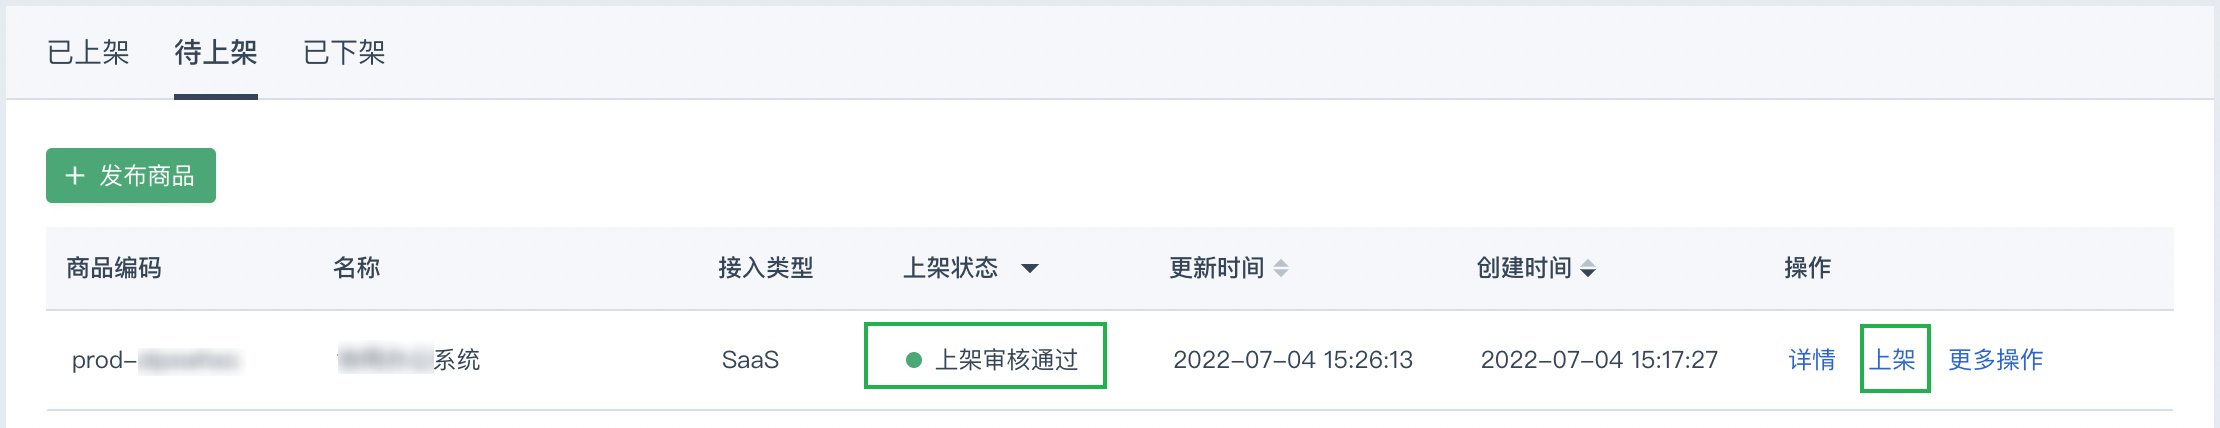 已上架 待上架 已下架
+ 发布商品
商品编码 名称 接入类型 上架状态 更新时间 创建时间 操作
prod- 系统 SaaS 上架审核通过 2022-07-04 15:26:13 2022-07-04 15:17:27 详情 上架 更多操作